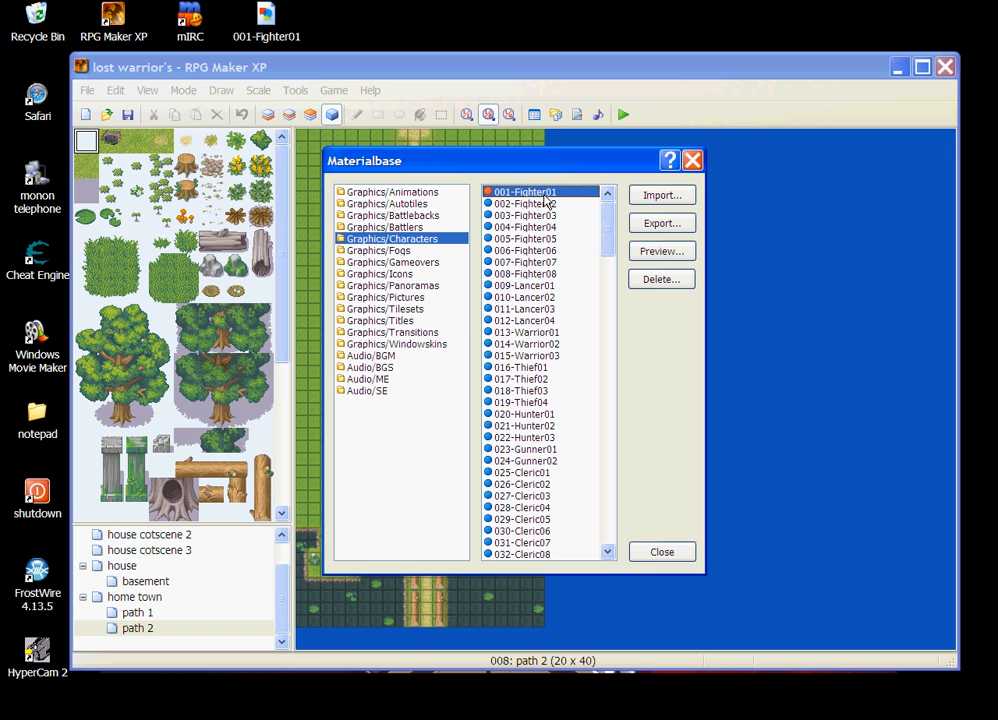 Recycle Bin
RPG Maker XP
mIRC
001-Fighter01
Safari
monon
telephone
Cheat Engine
Windows
Movie Maker
notepad
shutdown
FrostWire
4.13.5
HyperCam 2
lost warrior's - RPG Maker XP
File Edit View Mode Draw Scale Tools Game Help
Materialbase
Graphics/Animations
Graphics/Autotiles
Graphics/Battlebacks
Graphics/Battlers
Graphics/Characters
Graphics/Fogs
Graphics/Gameovers
Graphics/Icons
Graphics/Panoramas
Graphics/Pictures
Graphics/Tilesets
Graphics/Titles
Graphics/Transitions
Graphics/Windowskins
Audio/BGM
Audio/BGS
Audio/ME
Audio/SE
001-Fighter01
002-Fighter02
003-Fighter03
004-Fighter04
005-Fighter05
006-Fighter06
007-Fighter07
008-Fighter08
009-Lancer01
010-Lancer02
011-Lancer03
012-Lancer04
013-Warrior01
014-Warrior02
015-Warrior03
016-Thief01
017-Thief02
018-Thief03
019-Thief04
020-Hunter01
021-Hunter02
022-Hunter03
023-Gunner01
024-Gunner02
025-Cleric01
026-Cleric02
027-Cleric03
028-Cleric04
029-Cleric05
030-Cleric06
031-Cleric07
032-Cleric08
Import...
Export...
Preview...
Delete...
Close
house cotscene 2
house cotscene 3
house
basement
home town
path 1
path 2
008: path 2 (20 x 40)